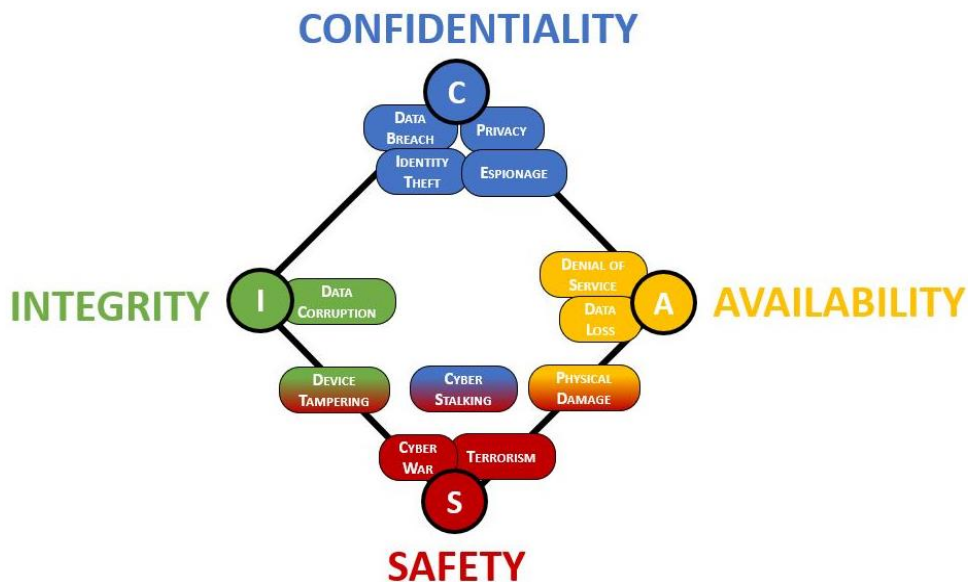 CONFIDENTIALITY
C
DATA
BREACH
PRIVACY
IDENTITY
THEFT
ESPIONAGE
DENIAL OF
SERVICE
INTEGRITY
I
DATA
CORRUPTION
DATA
LOSS
A
AVAILABILITY
DEVICE
TAMPERING
CYBER
STALKING
PHYSICAL
DAMAGE
CYBER
WAR
TERRORISM
S
SAFETY